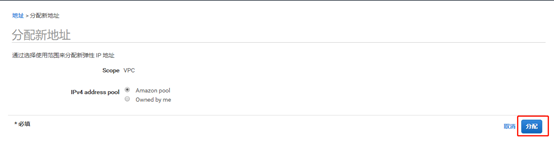 地址 > 分配新地址
分配新地址
通过选择使用范围来分配新弹性 IP 地址
Scope VPC
IPv4 address pool Amazon pool
Owned by me
* 必填 取消 分配